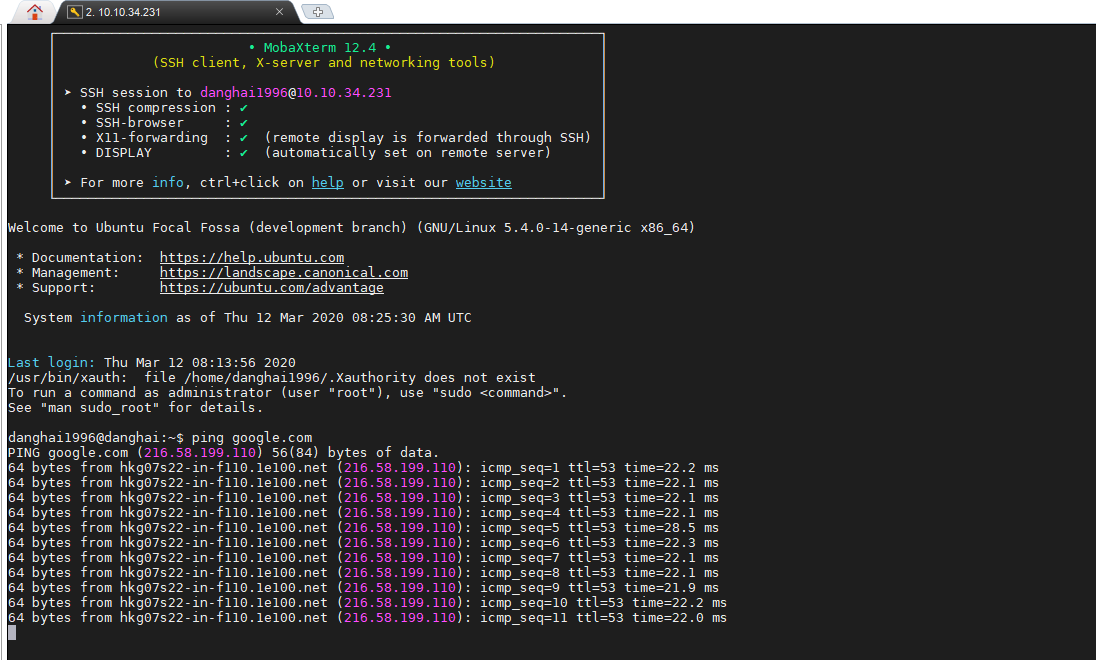 2. 10.10.34.231
• MobaXterm 12.4 •
(SSH client, X-server and networking tools)
➤ SSH session to danghai1996@10.10.34.231
• SSH compression : ✔
• SSH-browser     : ✔
• X11-forwarding  : ✔  (remote display is forwarded through SSH)
• DISPLAY         : ✔  (automatically set on remote server)
➤ For more info, ctrl+click on help or visit our website
Welcome to Ubuntu Focal Fossa (development branch) (GNU/Linux 5.4.0-14-generic x86_64)
* Documentation:  https://help.ubuntu.com
* Management:     https://landscape.canonical.com
* Support:        https://ubuntu.com/advantage
System information as of Thu 12 Mar 2020 08:25:30 AM UTC
Last login: Thu Mar 12 08:13:56 2020
/usr/bin/xauth:  file /home/danghai1996/.Xauthority does not exist
To run a command as administrator (user "root"), use "sudo <command>".
See "man sudo_root" for details.
danghai1996@danghai:~$ ping google.com
PING google.com (216.58.199.110) 56(84) bytes of data.
64 bytes from hkg07s22-in-f110.1e100.net (216.58.199.110): icmp_seq=1 ttl=53 time=22.2 ms
64 bytes from hkg07s22-in-f110.1e100.net (216.58.199.110): icmp_seq=2 ttl=53 time=22.1 ms
64 bytes from hkg07s22-in-f110.1e100.net (216.58.199.110): icmp_seq=3 ttl=53 time=22.1 ms
64 bytes from hkg07s22-in-f110.1e100.net (216.58.199.110): icmp_seq=4 ttl=53 time=22.1 ms
64 bytes from hkg07s22-in-f110.1e100.net (216.58.199.110): icmp_seq=5 ttl=53 time=28.5 ms
64 bytes from hkg07s22-in-f110.1e100.net (216.58.199.110): icmp_seq=6 ttl=53 time=22.3 ms
64 bytes from hkg07s22-in-f110.1e100.net (216.58.199.110): icmp_seq=7 ttl=53 time=22.1 ms
64 bytes from hkg07s22-in-f110.1e100.net (216.58.199.110): icmp_seq=8 ttl=53 time=22.1 ms
64 bytes from hkg07s22-in-f110.1e100.net (216.58.199.110): icmp_seq=9 ttl=53 time=21.9 ms
64 bytes from hkg07s22-in-f110.1e100.net (216.58.199.110): icmp_seq=10 ttl=53 time=22.2 ms
64 bytes from hkg07s22-in-f110.1e100.net (216.58.199.110): icmp_seq=11 ttl=53 time=22.0 ms